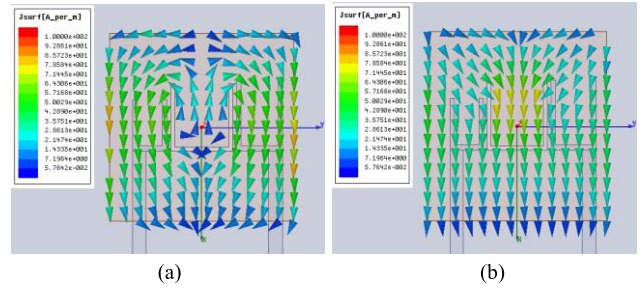 Jsurf[A_per_m]
1.0000e+002
9.2861e+001
8.5723e+001
7.8584e+001
7.1445e+001
6.4306e+001
5.7168e+001
5.0029e+001
4.2890e+001
3.5751e+001
2.8613e+001
2.1474e+001
1.4335e+001
7.1964e+000
5.7642e-002
Y
X
(a)
Jsurf[A_per_m]
1.0000e+002
9.2861e+001
8.5723e+001
7.8584e+001
7.1445e+001
6.4306e+001
5.7168e+001
5.0029e+001
4.2890e+001
3.5751e+001
2.8613e+001
2.1474e+001
1.4335e+001
7.1964e+000
5.7642e-002
Y
X
(b)